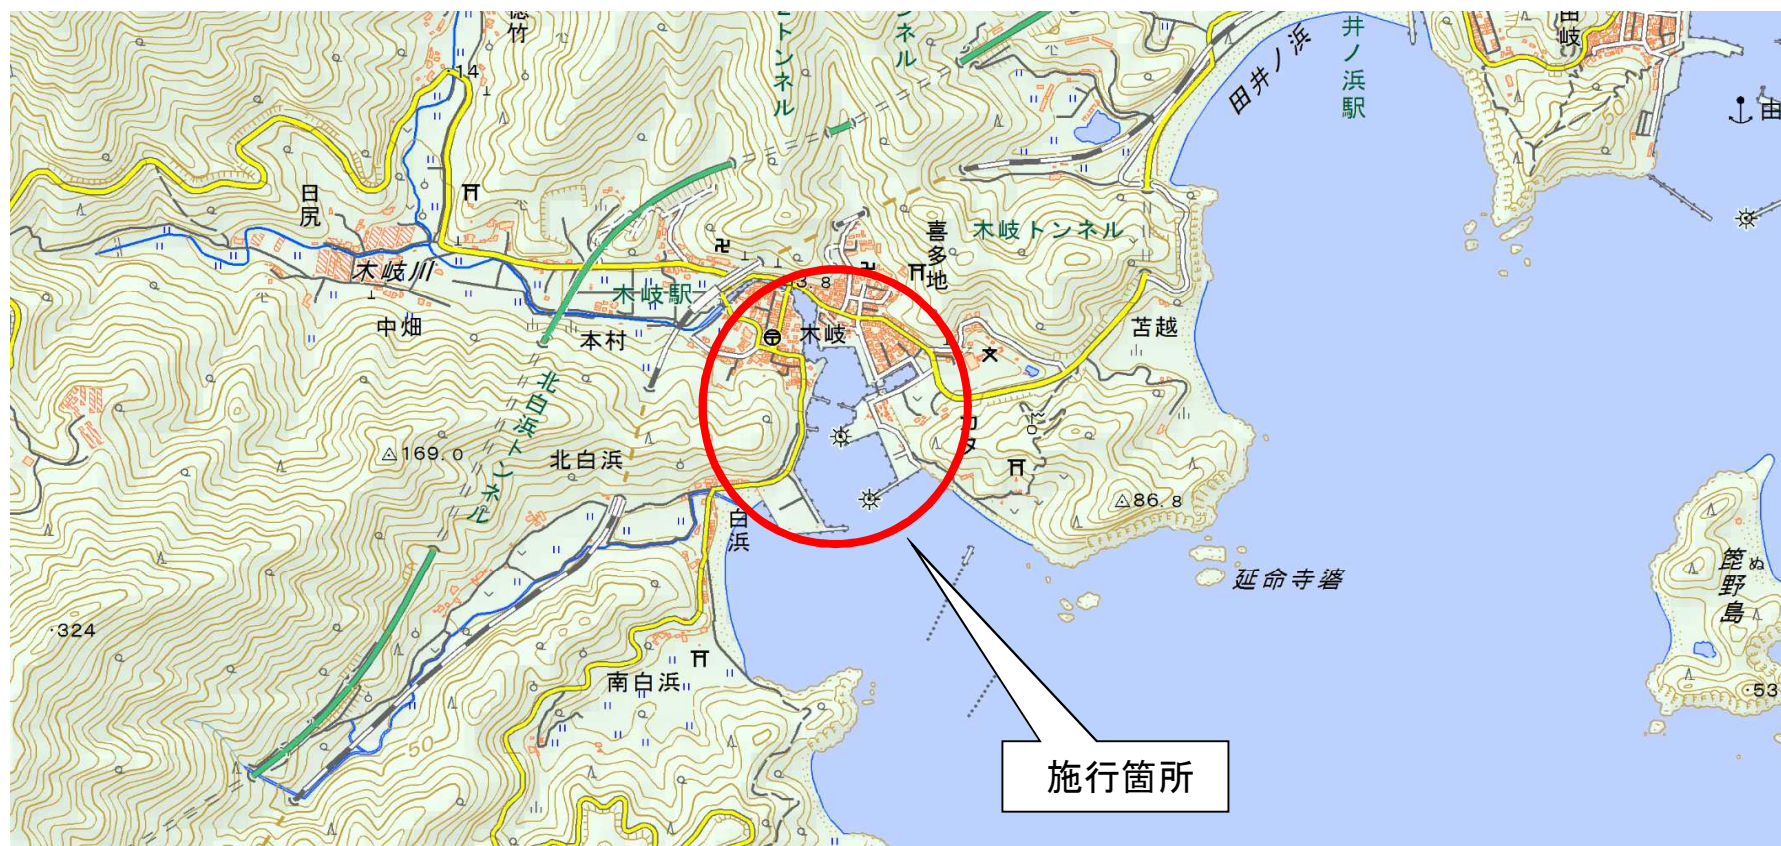 徳竹
トンネル
ンネル
田井ノ浜
井ノ浜駅
由岐
由
14
日尻
木岐川
中畑
本村
木岐駅
3.8
木岐
喜多地
木岐トンネル
苫越
北白浜トンネル
169.0
北白浜
白浜
86.8
延命寺礁
箆野島
ぬ
53
324
50
南白浜
施行箇所